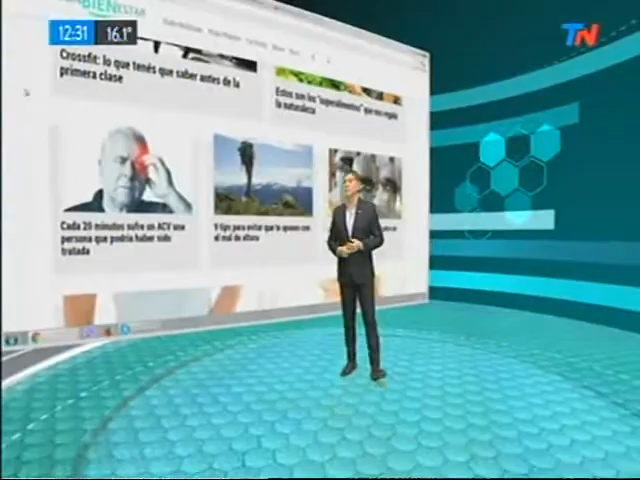 BIENESTAR
12:31 16.1°
TN
Crossfit: lo que tenés que saber antes de la
primera clase
Estos son los "superalimentos" que nos regala
la naturaleza
Cada 20 minutos sufre un ACV una
persona que podría haber sido
tratada
9 tips para evitar que te apunes con
el mal de altura